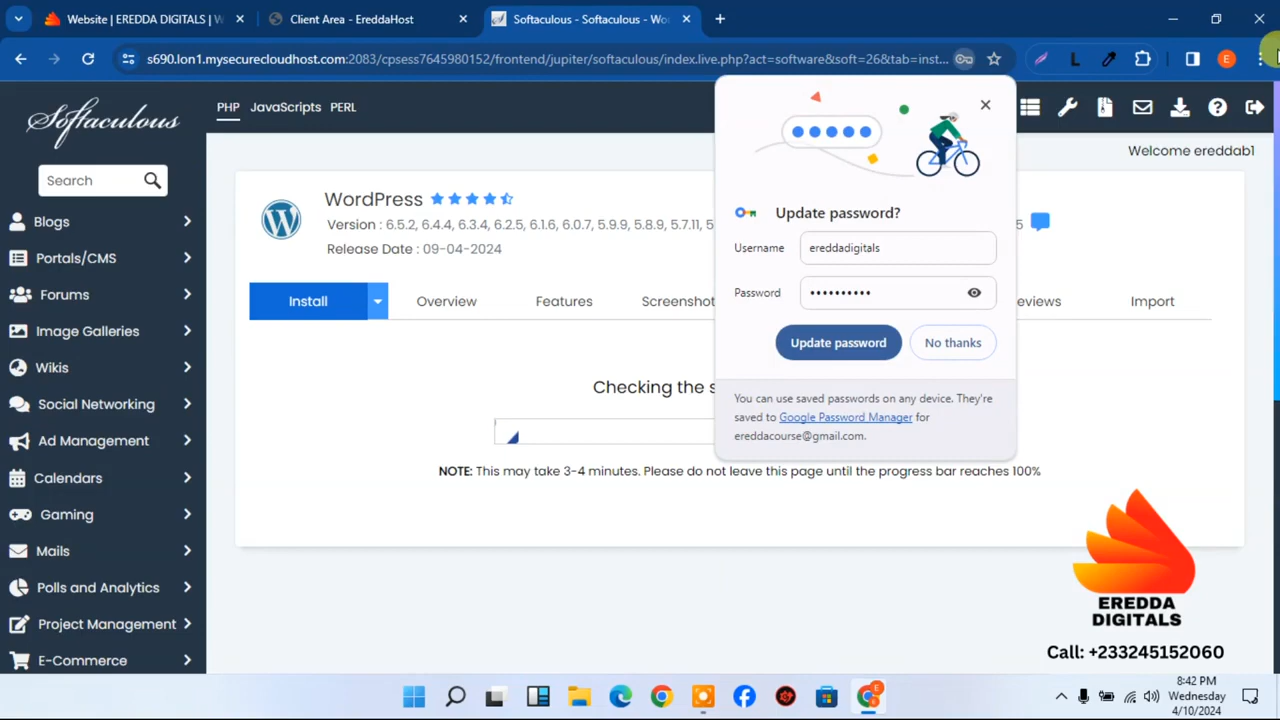 Website | EREDDA DIGITALS | W
Client Area - EreddaHost
Softaculous - Softaculous - Wo
s690.lon1.mysecurecloudhost.com:2083/cpsess7645980152/frontend/jupiter/softaculous/index.live.php?act=software&soft=26&tab=inst...
L
E
Softaculous
PHP
JavaScripts
PERL
Welcome ereddab1
Search
Blogs
Portals/CMS
Forums
Image Galleries
Wikis
Social Networking
Ad Management
Calendars
Gaming
Mails
Polls and Analytics
Project Management
E-Commerce
WordPress
Version : 6.5.2, 6.4.4, 6.3.4, 6.2.5, 6.1.6, 6.0.7, 5.9.9, 5.8.9, 5.7.11, 5
5
Release Date : 09-04-2024
Install
Overview
Features
Screenshot
eviews
Import
Checking the s
NOTE: This may take 3-4 minutes. Please do not leave this page until the progress bar reaches 100%
Update password?
Username
ereddadigitals
Password
••••••••••
Update password
No thanks
You can use saved passwords on any device. They're
saved to Google Password Manager for
ereddacourse@gmail.com.
EREDDA
DIGITALS
Call: +233245152060
E
8:42 PM
Wednesday
4/10/2024